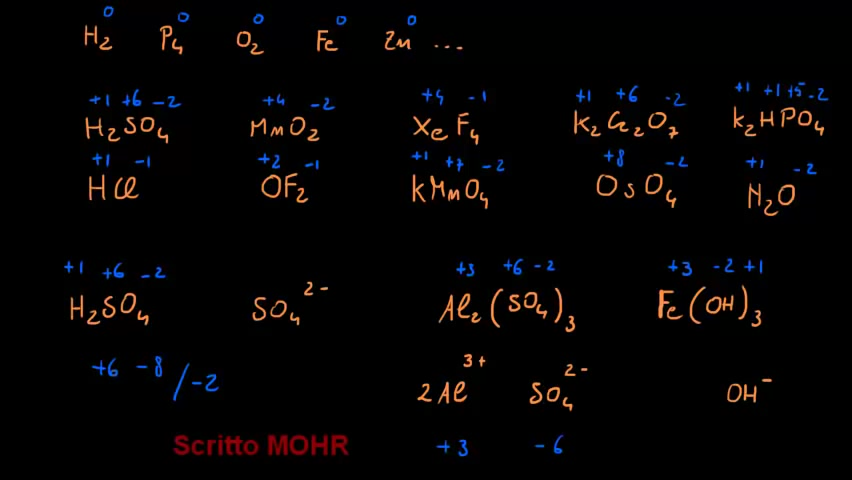 0 0 0 0 0
H2 P4 O2 Fe Zn ...
+1 +6 -2 +4 -2 +4 -1 +1 +6 -2 +1 +1 +5 -2
H2SO4 MnO2 XeF4 K2Cr2O7 K2HPO4
+1 -1 +2 -1 +1 +7 -2 +8 -2 +1 -2
HCl OF2 KMnO4 OsO4 N2O
+1 +6 -2 +3 +6 -2 +3 -2 +1
H2SO4 SO4 2- Al2(SO4)3 Fe(OH)3
+6 -8 /-2
2Al 3+ SO4 2- OH-
Scritto MOHR +3 -6